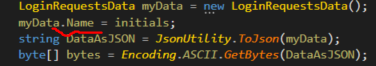 LoginRequestsData myData = new LoginRequestsData();
myData.Name = initials;
string DataAsJSON = JsonUtility.ToJson(myData);
byte[] bytes = Encoding.ASCII.GetBytes(DataAsJSON);